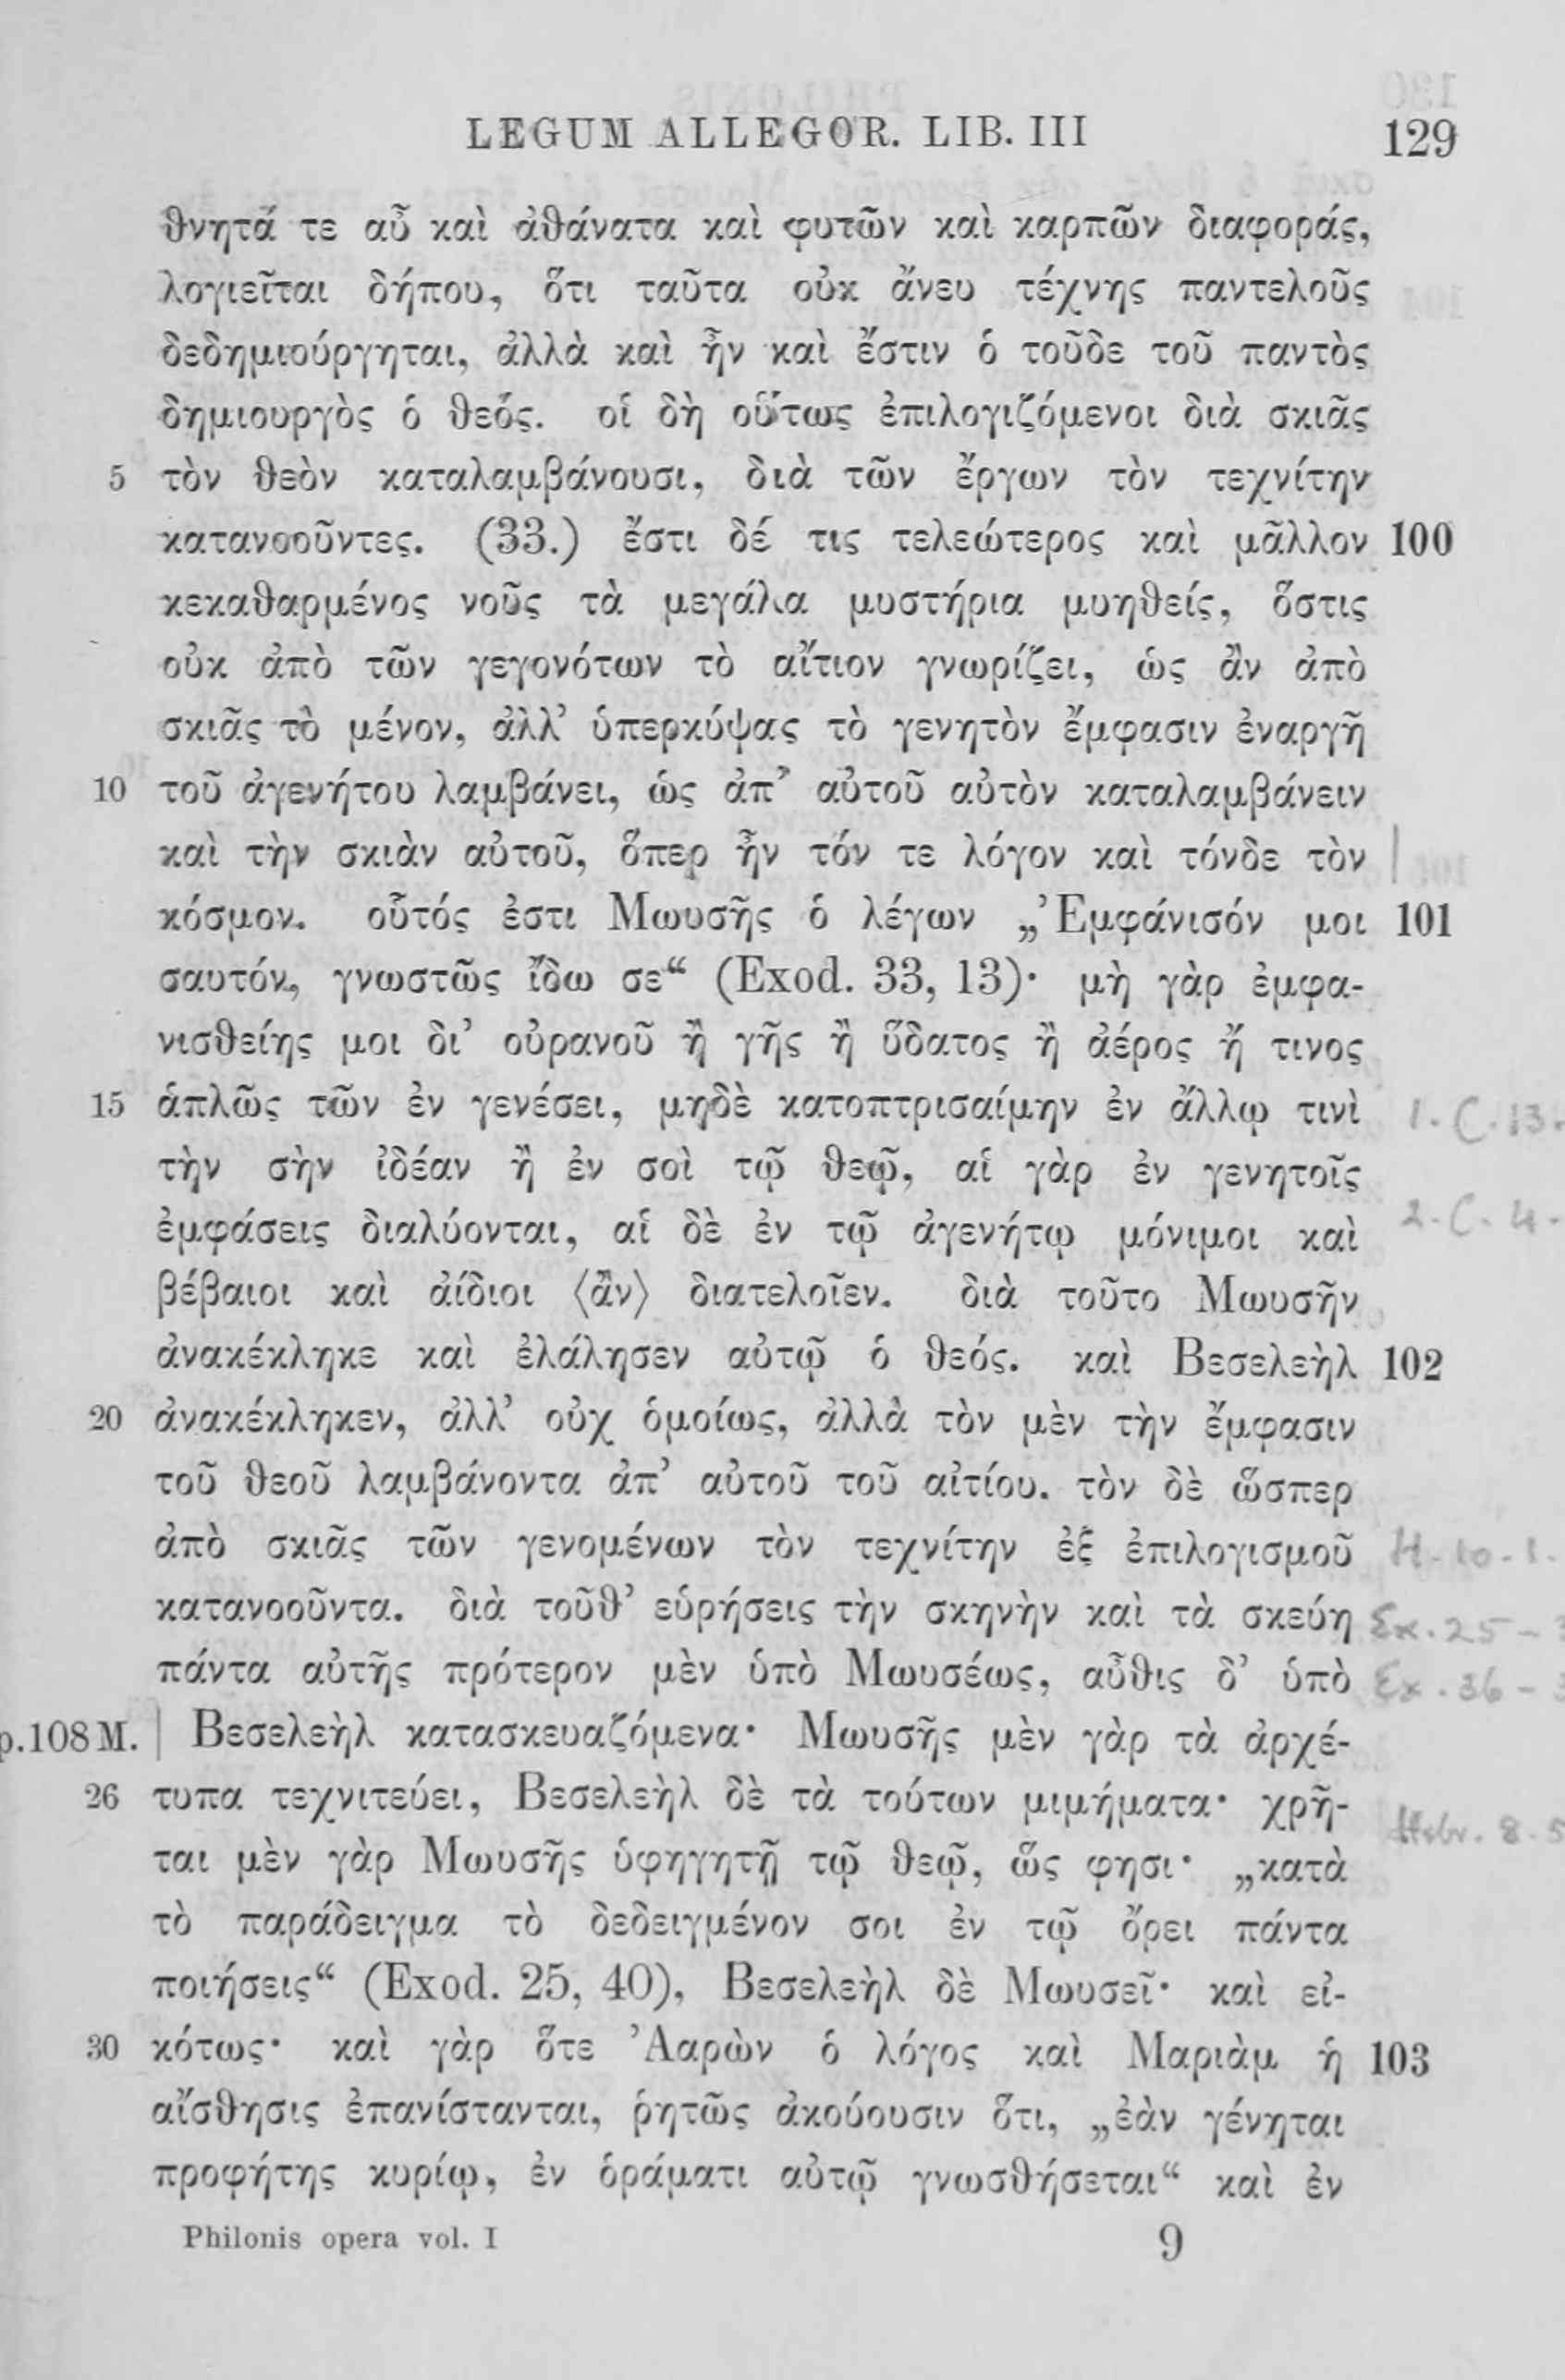 LEGUM ALLEGOR. LIB. III 129
θνητά τε αὖ καὶ ἀθάνατα καὶ φυτῶν καὶ καρπῶν διαφοράς,
λογιεῖται δήπου, ὅτι ταῦτα οὐκ ἄνευ τέχνης παντελοῦς
δεδημιούργηται, ἀλλὰ καὶ ἦν καὶ ἔστιν ὁ τοῦδε τοῦ παντὸς
δημιουργὸς ὁ θεός. οἱ δὴ οὕτως ἐπιλογιζόμενοι διὰ σκιᾶς
5 τὸν θεὸν καταλαμβάνουσι, διὰ τῶν ἔργων τὸν τεχνίτην
κατανοοῦντες. (33.) ἔστι δέ τις τελεώτερος καὶ μᾶλλον 100
κεκαθαρμένος νοῦς τὰ μεγάλα μυστήρια μυηθείς, ὅστις
οὐκ ἀπὸ τῶν γεγονότων τὸ αἴτιον γνωρίζει, ὡς ἂν ἀπὸ
σκιᾶς τὸ μένον, ἀλλ’ ὑπερκύψας τὸ γενητὸν ἔμφασιν ἐναργῆ
10 τοῦ ἀγενήτου λαμβάνει, ὡς ἀπ’ αὐτοῦ αὐτὸν καταλαμβάνειν
καὶ τὴν σκιὰν αὐτοῦ, ὅπερ ἦν τόν τε λόγον καὶ τόνδε τὸν
κόσμον. οὗτός ἐστι Μωυσῆς ὁ λέγων „Ἐμφάνισόν μοι 101
σαυτόν, γνωστῶς ἴδω σε“ (Exod. 33, 13)· μὴ γὰρ ἐμφα-
νισθείης μοι δι’ οὐρανοῦ ἢ γῆς ἢ ὕδατος ἢ ἀέρος ἤ τινος
15 ἁπλῶς τῶν ἐν γενέσει, μηδὲ κατοπτρισαίμην ἐν ἄλλῳ τινὶ 1. C. 13.
τὴν σὴν ἰδέαν ἢ ἐν σοὶ τῷ θεῷ, αἱ γὰρ ἐν γενητοῖς
ἐμφάσεις διαλύονται, αἱ δὲ ἐν τῷ ἀγενήτῳ μόνιμοι καὶ 2. C. 4.
βέβαιοι καὶ ἀίδιοι ⟨ἂν⟩ διατελοῖεν. διὰ τοῦτο Μωυσῆν
ἀνακέκληκε καὶ ἐλάλησεν αὐτῷ ὁ θεός. καὶ Βεσελεὴλ 102
20 ἀνακέκληκεν, ἀλλ’ οὐχ ὁμοίως, ἀλλὰ τὸν μὲν τὴν ἔμφασιν
τοῦ θεοῦ λαμβάνοντα ἀπ’ αὐτοῦ τοῦ αἰτίου. τὸν δὲ ὥσπερ
ἀπὸ σκιᾶς τῶν γενομένων τὸν τεχνίτην ἐξ ἐπιλογισμοῦ H. 10. 1.
κατανοοῦντα. διὰ τοῦθ’ εὑρήσεις τὴν σκηνὴν καὶ τὰ σκεύη Ex. 25 -
πάντα αὐτῆς πρότερον μὲν ὑπὸ Μωυσέως, αὖθις δ’ ὑπὸ Ex. 36 -
p.108 M. | Βεσελεὴλ κατασκευαζόμενα· Μωυσῆς μὲν γὰρ τὰ ἀρχέ-
26 τυπα τεχνιτεύει, Βεσελεὴλ δὲ τὰ τούτων μιμήματα· χρῆ- Hebr. 8. 5
ται μὲν γὰρ Μωυσῆς ὑφηγητῇ τῷ θεῷ, ὥς φησι· „κατὰ
τὸ παράδειγμα τὸ δεδειγμένον σοι ἐν τῷ ὄρει πάντα
ποιήσεις“ (Exod. 25, 40), Βεσελεὴλ δὲ Μωυσεῖ· καὶ εἰ-
30 κότως· καὶ γὰρ ὅτε Ἀαρὼν ὁ λόγος καὶ Μαριὰμ ἡ 103
αἴσθησις ἐπανίστανται, ῥητῶς ἀκούουσιν ὅτι, „ἐὰν γένηται
προφήτης κυρίῳ, ἐν ὁράματι αὐτῷ γνωσθήσεται“ καὶ ἐν
Philonis opera vol. I 9